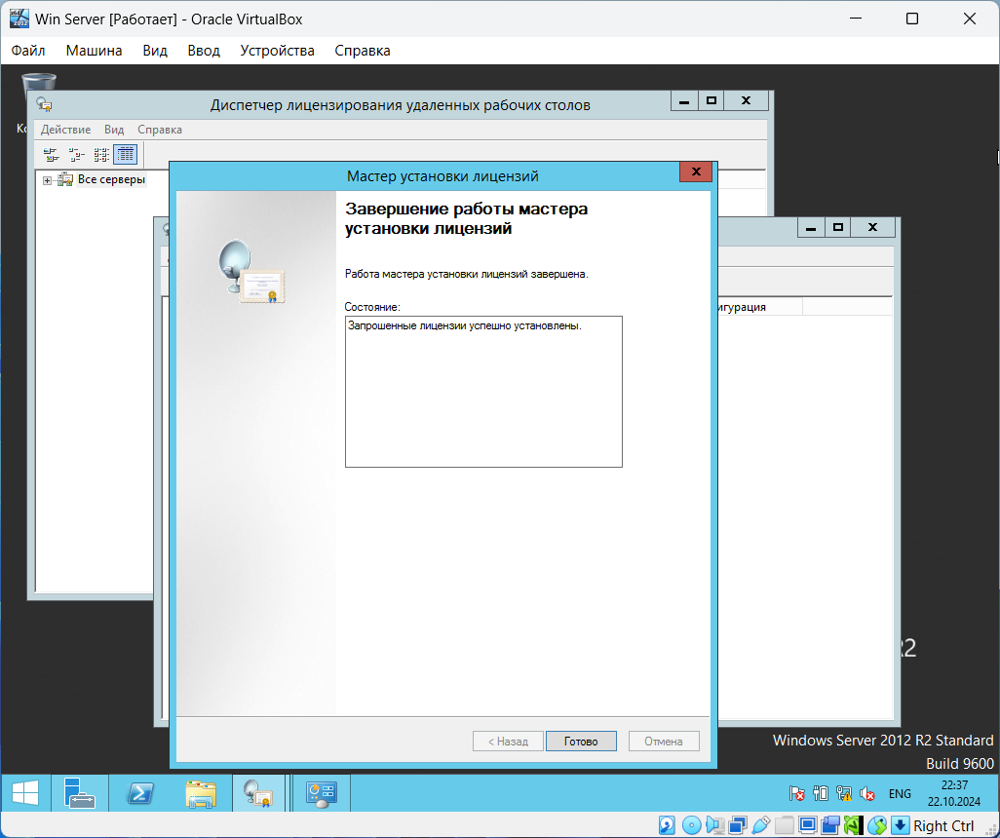 Win Server [Работает] - Oracle VirtualBox
Файл Машина Вид Ввод Устройства Справка
Диспетчер лицензирования удаленных рабочих столов
Действие Вид Справка
Все серверы
Мастер установки лицензий
Завершение работы мастера
установки лицензий
Работа мастера установки лицензий завершена.
Состояние:
Запрошенные лицензии успешно установлены.
игурация
< Назад Готово Отмена
R2
Windows Server 2012 R2 Standard
Build 9600
ENG
22:37
22.10.2024
Right Ctrl